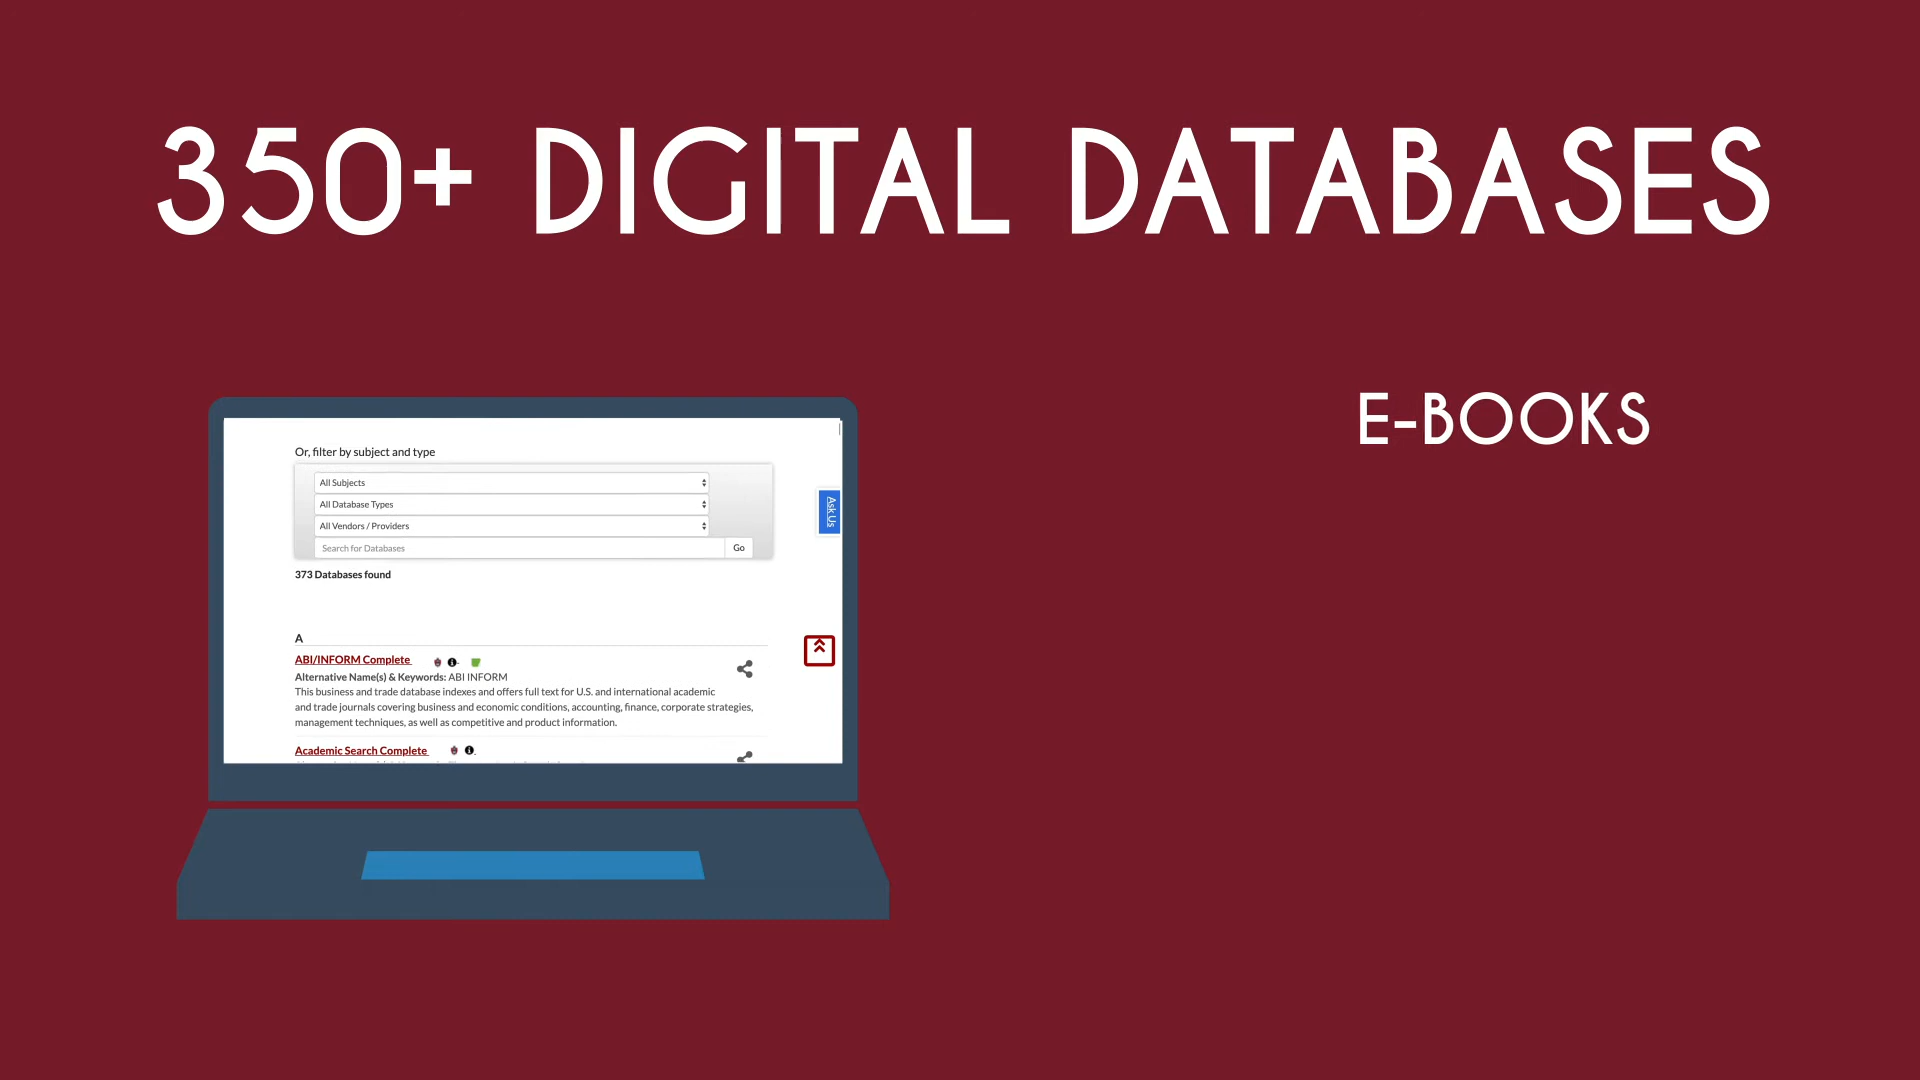 350+ DIGITAL DATABASES
E-BOOKS
Or, filter by subject and type
All Subjects
All Database Types
All Vendors / Providers
Search for Databases
Go
Ask Us
373 Databases found
A
ABI/INFORM Complete
Alternative Name(s) & Keywords: ABI INFORM
This business and trade database indexes and offers full text for U.S. and international academic
and trade journals covering business and economic conditions, accounting, finance, corporate strategies,
management techniques, as well as competitive and product information.
Academic Search Complete